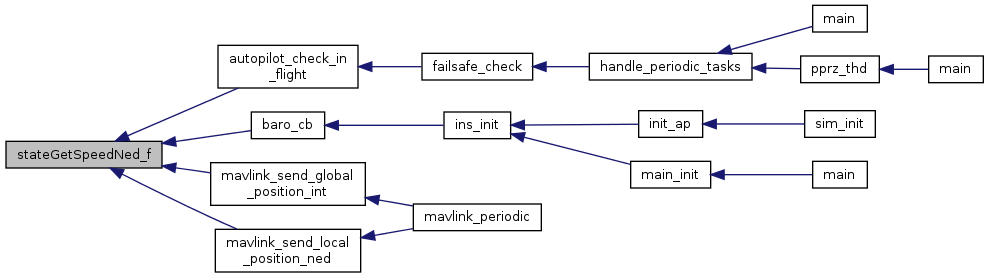 main
autopilot_check_in
_flight
failsafe_check
handle_periodic_tasks
pprz_thd
main
baro_cb
ins_init
init_ap
sim_init
stateGetSpeedNed_f
main_init
main
mavlink_send_global
_position_int
mavlink_periodic
mavlink_send_local
_position_ned